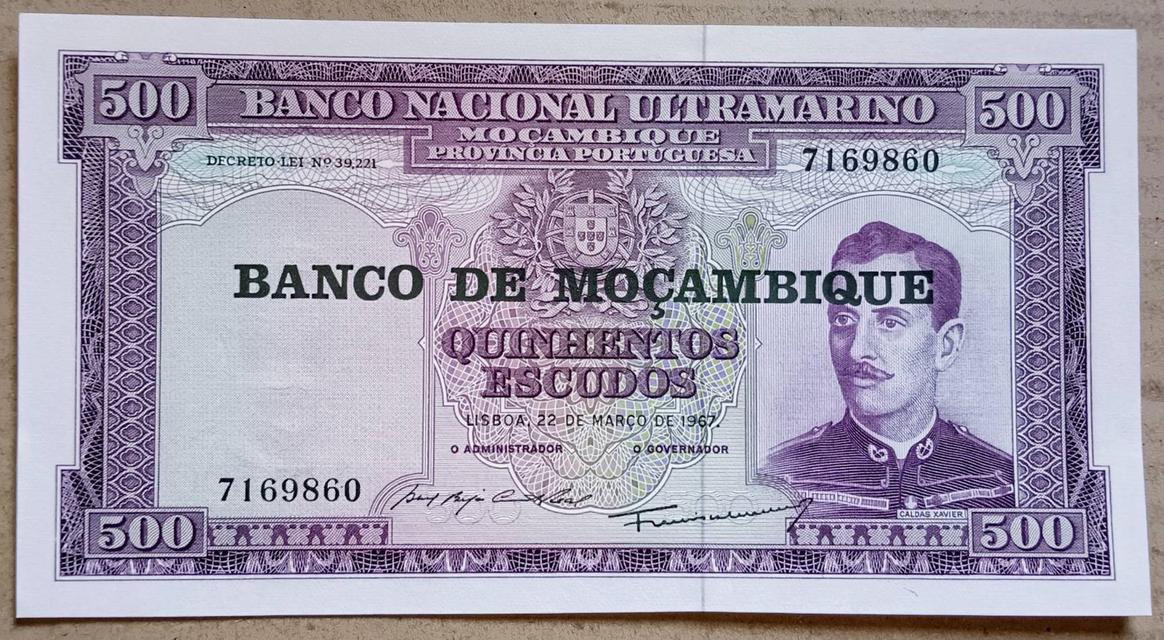 500 BANCO NACIONAL ULTRAMARINO 500
MOÇAMBIQUE
PROVÍNCIA PORTUGUESA
DECRETO-LEI Nº 39,221
7169860
BANCO DE MOÇAMBIQUE
QUINHENTOS
ESCUDOS
LISBOA, 22 DE MARÇO DE 1967.
O ADMINISTRADOR O GOVERNADOR
7169860
CALDAS XAVIER
500 500